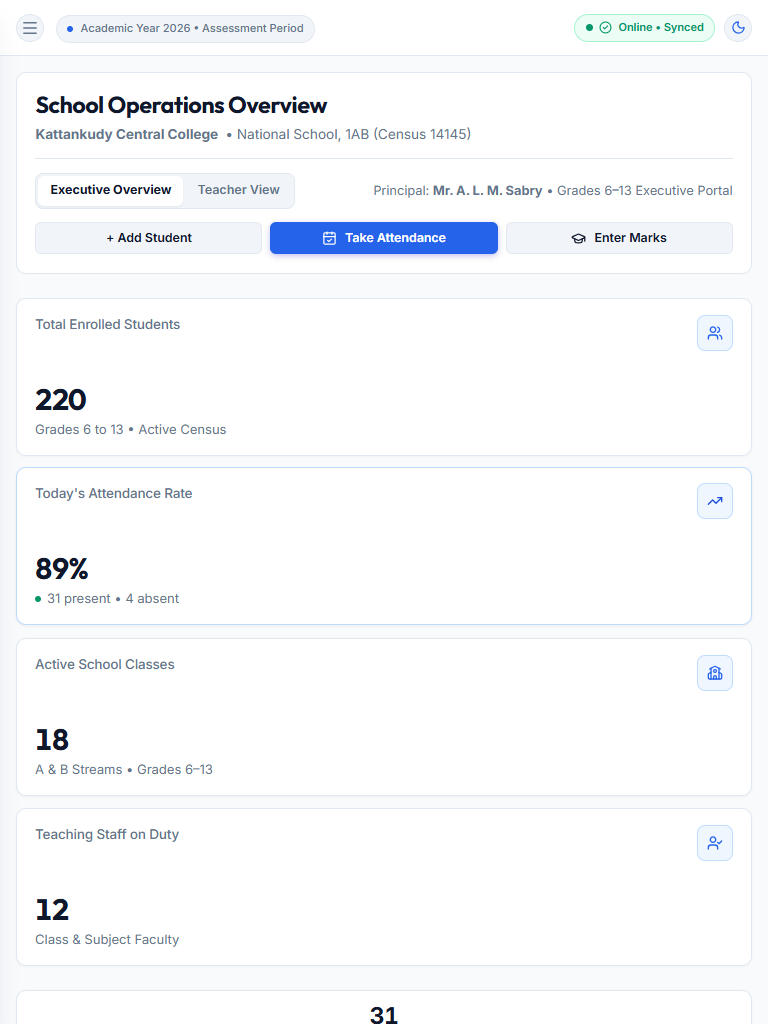 Academic Year 2026 • Assessment Period
Online • Synced
School Operations Overview
Kattankudy Central College • National School, 1AB (Census 14145)
Executive Overview
Teacher View
Principal: Mr. A. L. M. Sabry • Grades 6–13 Executive Portal
+ Add Student
Take Attendance
Enter Marks
Total Enrolled Students
220
Grades 6 to 13 • Active Census
Today's Attendance Rate
89%
31 present • 4 absent
Active School Classes
18
A & B Streams • Grades 6–13
Teaching Staff on Duty
12
Class & Subject Faculty
31